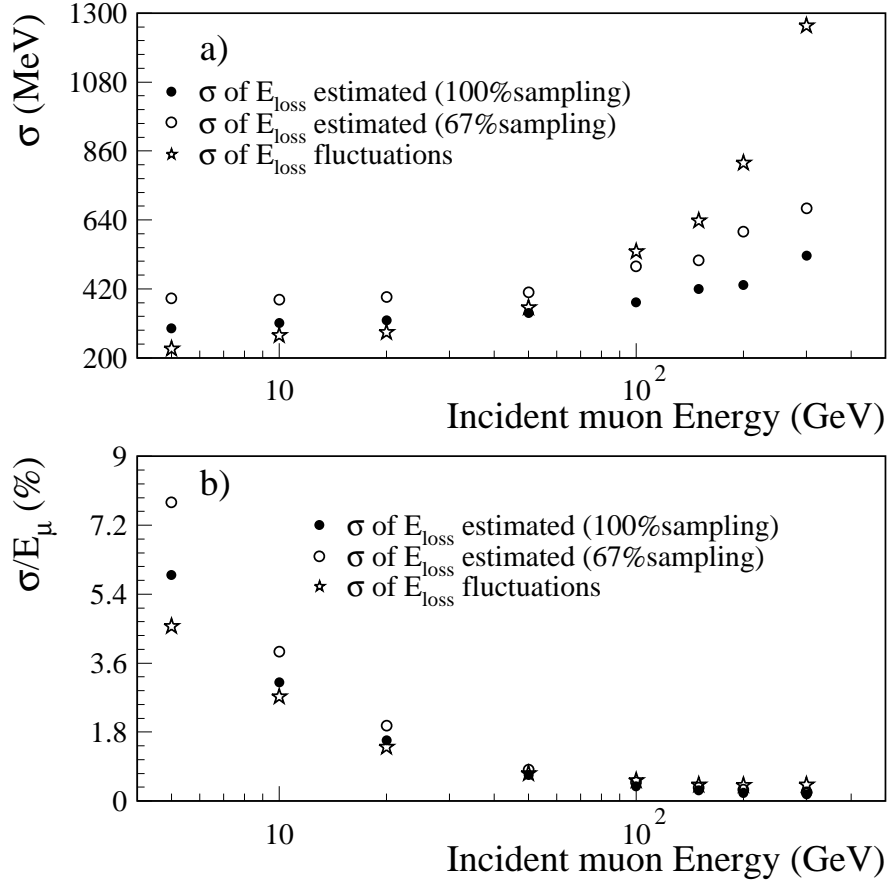 1300
1080
860
640
420
200
σ (MeV)
a)
σ of E_loss estimated (100%sampling)
σ of E_loss estimated (67%sampling)
σ of E_loss fluctuations
10
10^2
Incident muon Energy (GeV)
9
7.2
5.4
3.6
1.8
0
σ/E_μ (%)
b)
σ of E_loss estimated (100%sampling)
σ of E_loss estimated (67%sampling)
σ of E_loss fluctuations
10
10^2
Incident muon Energy (GeV)